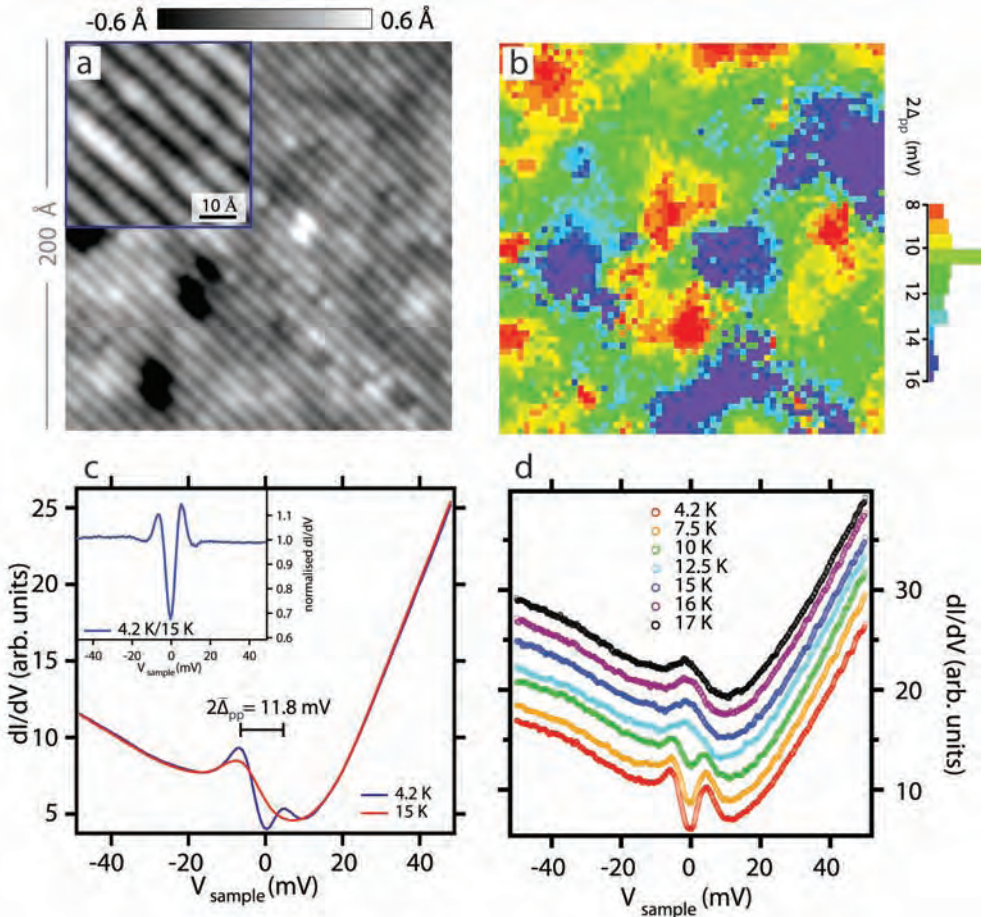 -0.6 Å 0.6 Å
a
200 Å
10 Å
b
2Δpp (mV)
8
10
12
14
16
c
25
20
15
10
5
dI/dV (arb. units)
1.1
1.0
0.9
0.8
0.7
0.6
normalised dI/dV
4.2 K/15 K
-40 -20 0 20 40
V sample (mV)
2Δ̅pp = 11.8 mV
4.2 K
15 K
-40 -20 0 20 40
V sample (mV)
d
4.2 K
7.5 K
10 K
12.5 K
15 K
16 K
17 K
30
20
10
dI/dV (arb. units)
-40 -20 0 20 40
V sample (mV)